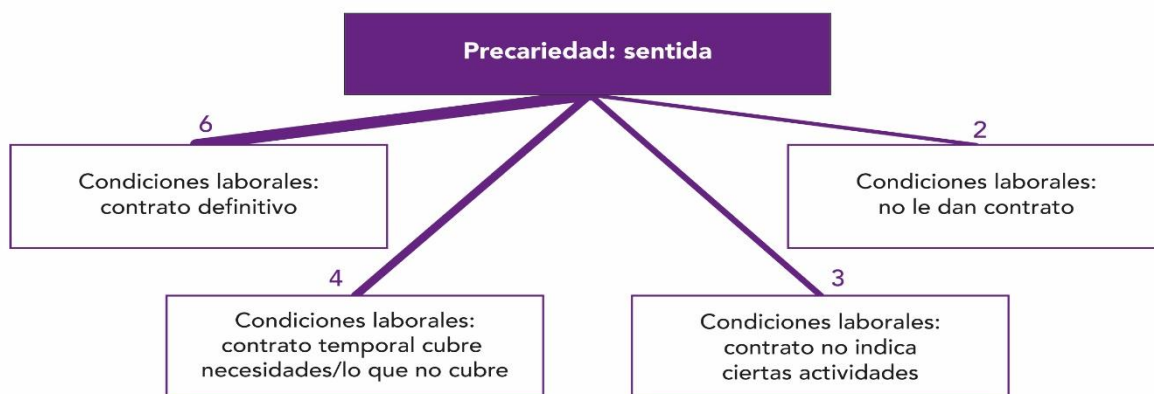 Precariedad: sentida
6
Condiciones laborales:
contrato definitivo
2
Condiciones laborales:
no le dan contrato
4
Condiciones laborales:
contrato temporal cubre
necesidades/lo que no cubre
3
Condiciones laborales:
contrato no indica
ciertas actividades